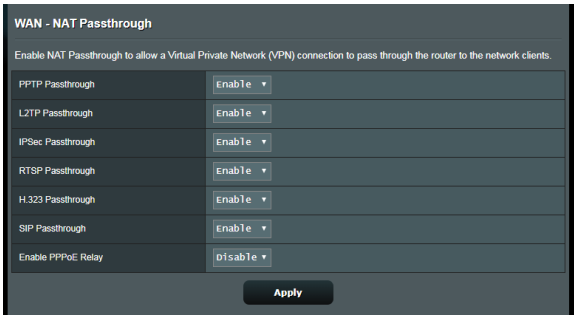 WAN - NAT Passthrough
Enable NAT Passthrough to allow a Virtual Private Network (VPN) connection to pass through the router to the network clients.
PPTP Passthrough Enable
L2TP Passthrough Enable
IPSec Passthrough Enable
RTSP Passthrough Enable
H.323 Passthrough Enable
SIP Passthrough Enable
Enable PPPoE Relay Disable
Apply